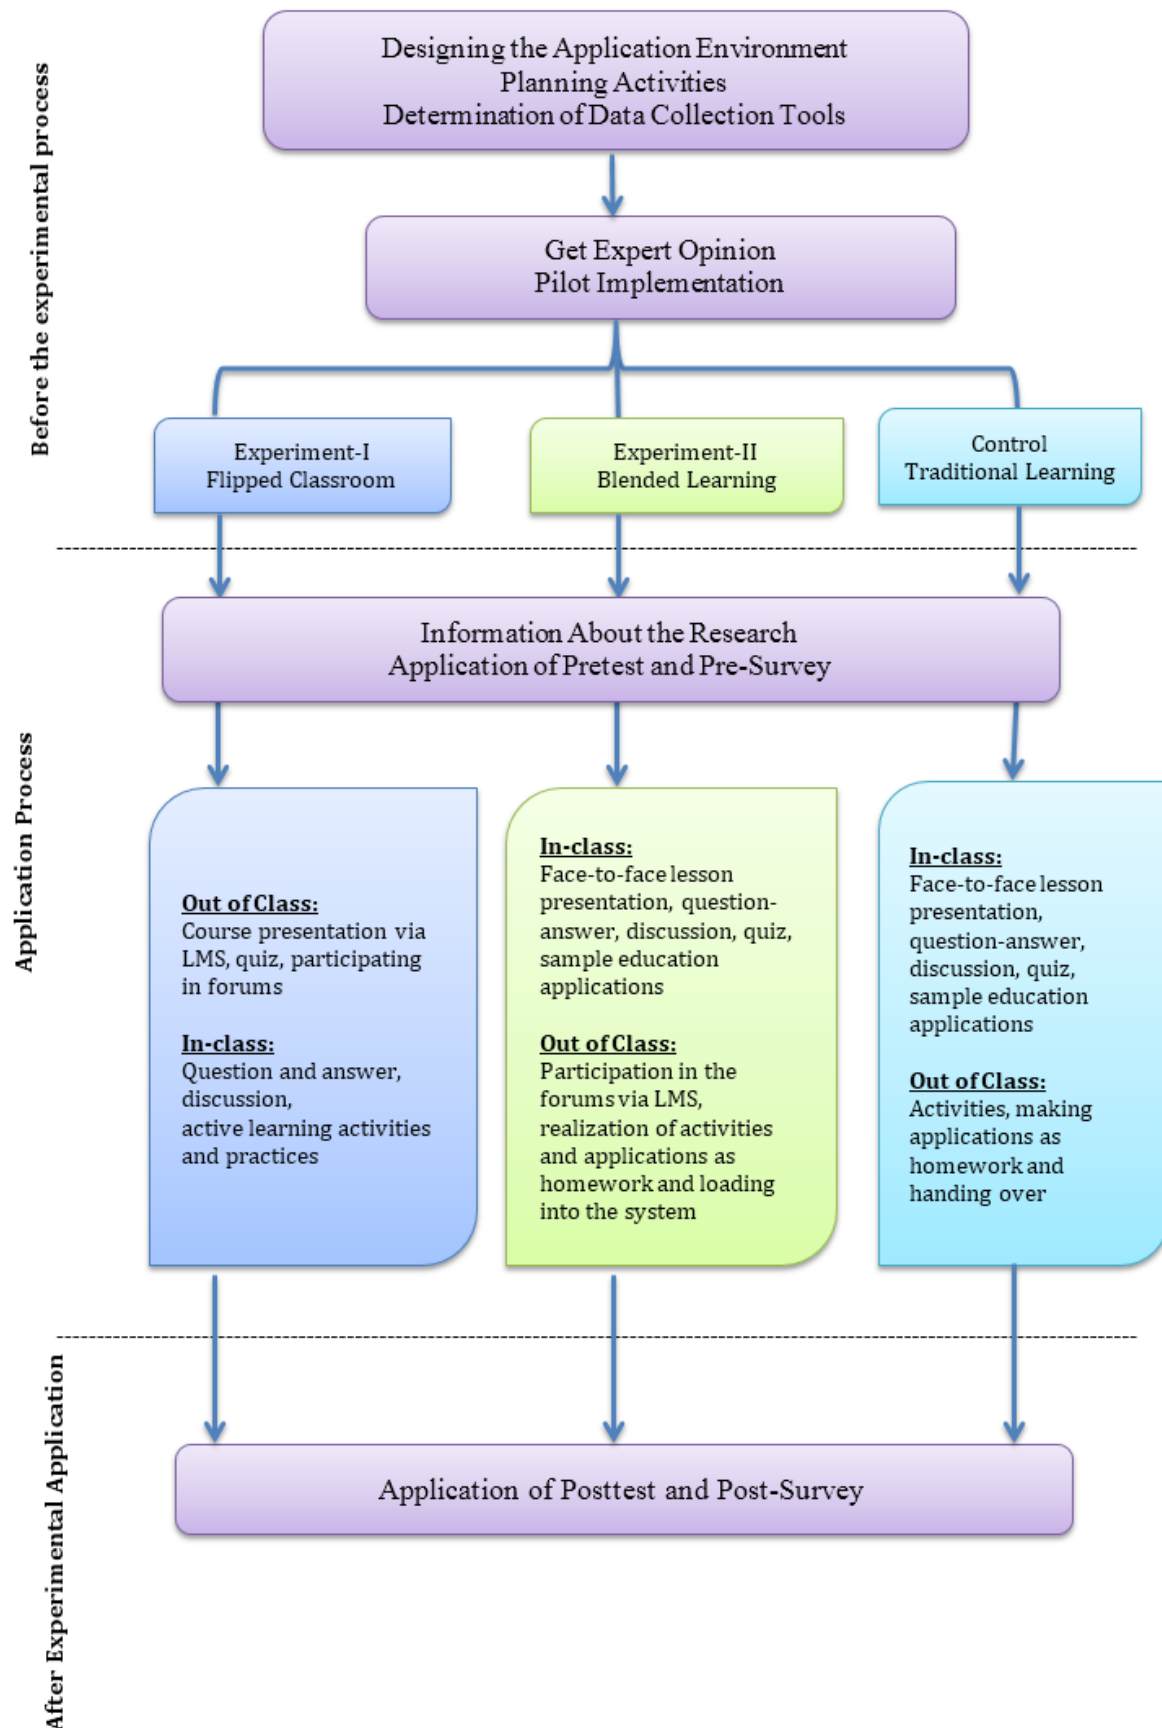 Before the experimental process
Designing the Application Environment
Planning Activities
Determination of Data Collection Tools
Get Expert Opinion
Pilot Implementation
Experiment-I
Flipped Classroom
Experiment-II
Blended Learning
Control
Traditional Learning
Application Process
Information About the Research
Application of Pretest and Pre-Survey
Out of Class:
Course presentation via
LMS, quiz, participating
in forums
In-class:
Question and answer,
discussion,
active learning activities
and practices
In-class:
Face-to-face lesson
presentation, question-
answer, discussion, quiz,
sample education
applications
Out of Class:
Participation in the
forums via LMS,
realization of activities
and applications as
homework and loading
into the system
In-class:
Face-to-face lesson
presentation,
question-answer,
discussion, quiz,
sample education
applications
Out of Class:
Activities, making
applications as
homework and
handing over
After Experimental Application
Application of Posttest and Post-Survey